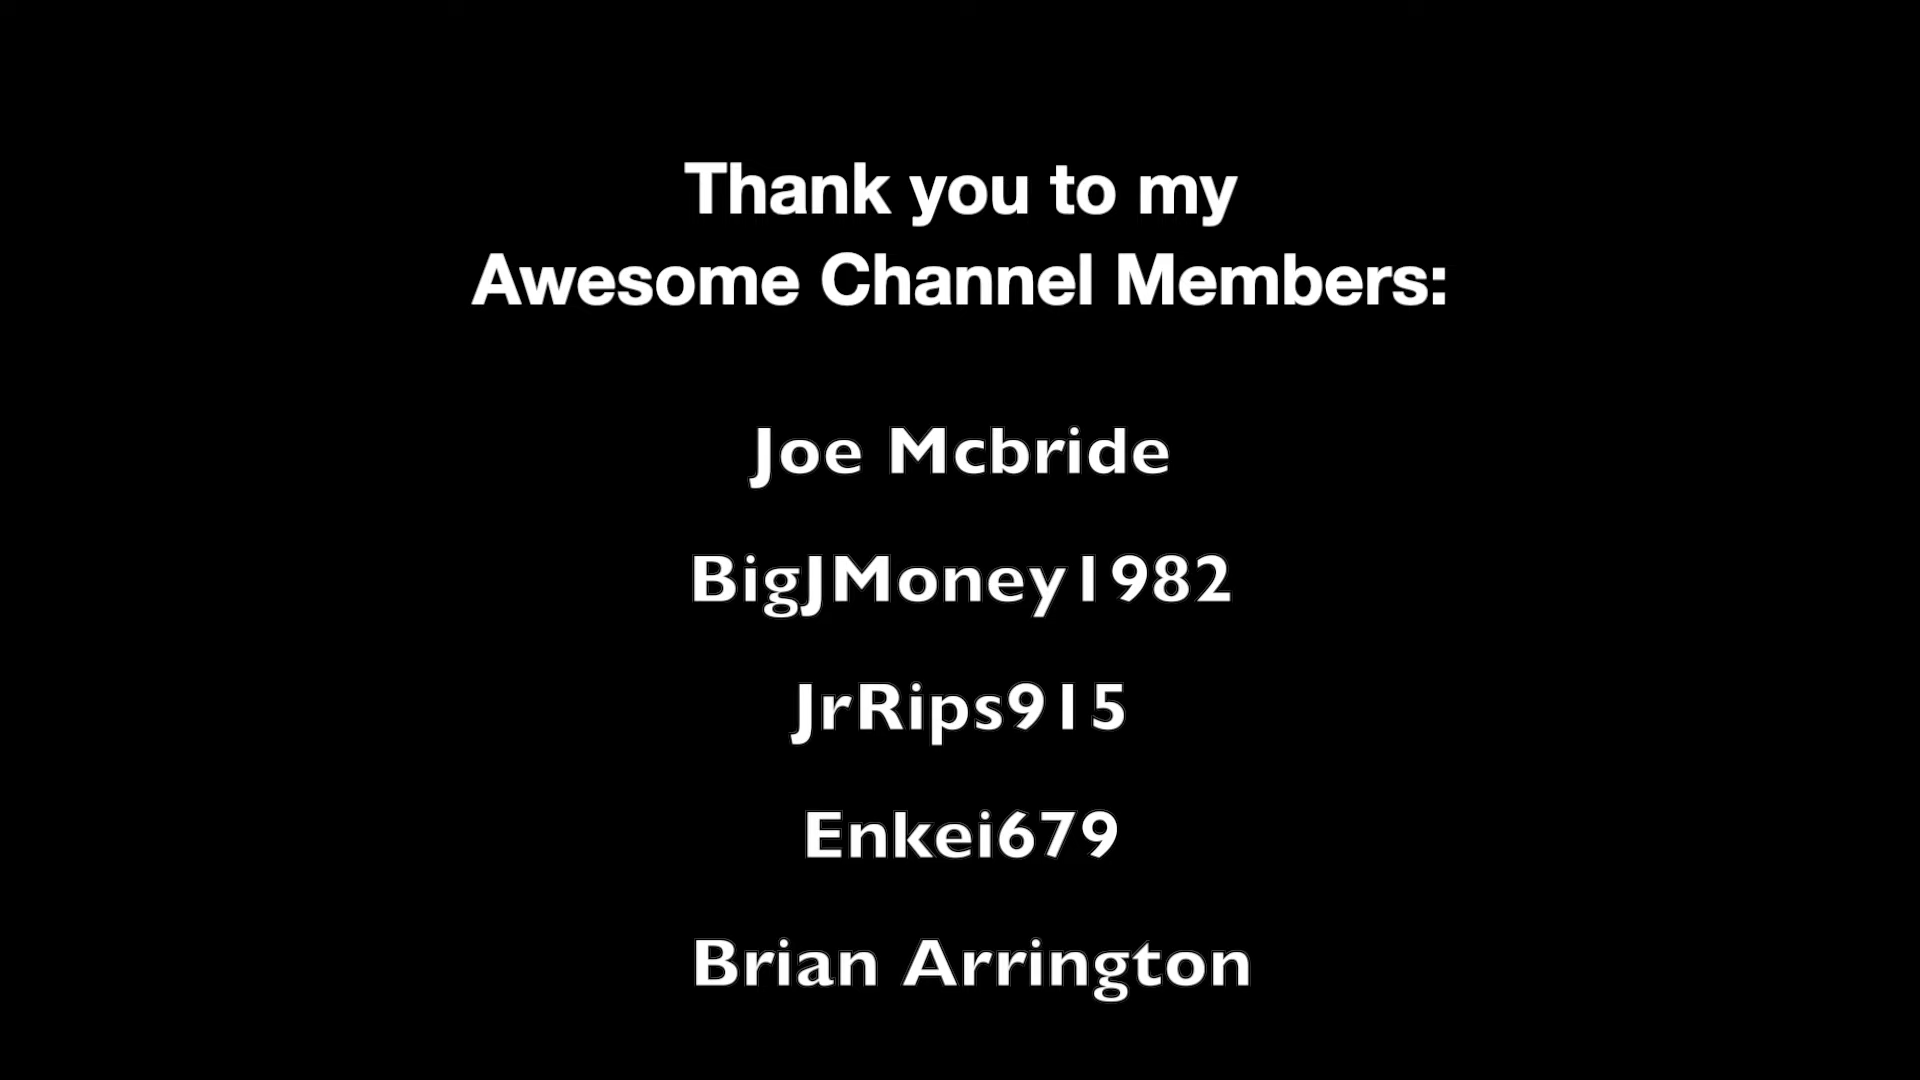 Thank you to my
Awesome Channel Members:
Joe Mcbride
BigJMoney1982
JrRips915
Enkei679
Brian Arrington